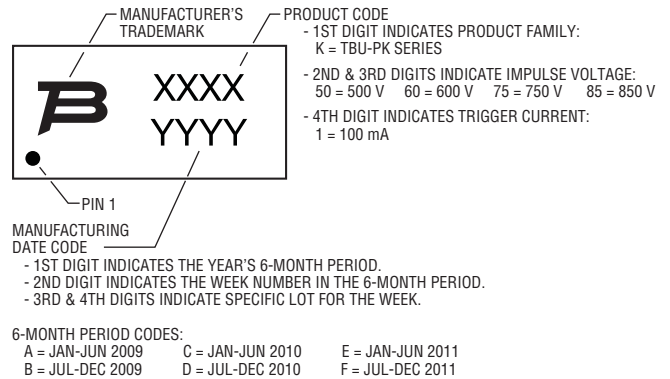 MANUFACTURER'S
TRADEMARK
PRODUCT CODE
- 1ST DIGIT INDICATES PRODUCT FAMILY:
K = TBU-PK SERIES
- 2ND & 3RD DIGITS INDICATE IMPULSE VOLTAGE:
50 = 500 V 60 = 600 V 75 = 750 V 85 = 850 V
- 4TH DIGIT INDICATES TRIGGER CURRENT:
1 = 100 mA
B
XXXX
YYYY
PIN 1
MANUFACTURING
DATE CODE
- 1ST DIGIT INDICATES THE YEAR'S 6-MONTH PERIOD.
- 2ND DIGIT INDICATES THE WEEK NUMBER IN THE 6-MONTH PERIOD.
- 3RD & 4TH DIGITS INDICATE SPECIFIC LOT FOR THE WEEK.
6-MONTH PERIOD CODES:
A = JAN-JUN 2009 C = JAN-JUN 2010 E = JAN-JUN 2011
B = JUL-DEC 2009 D = JUL-DEC 2010 F = JUL-DEC 2011